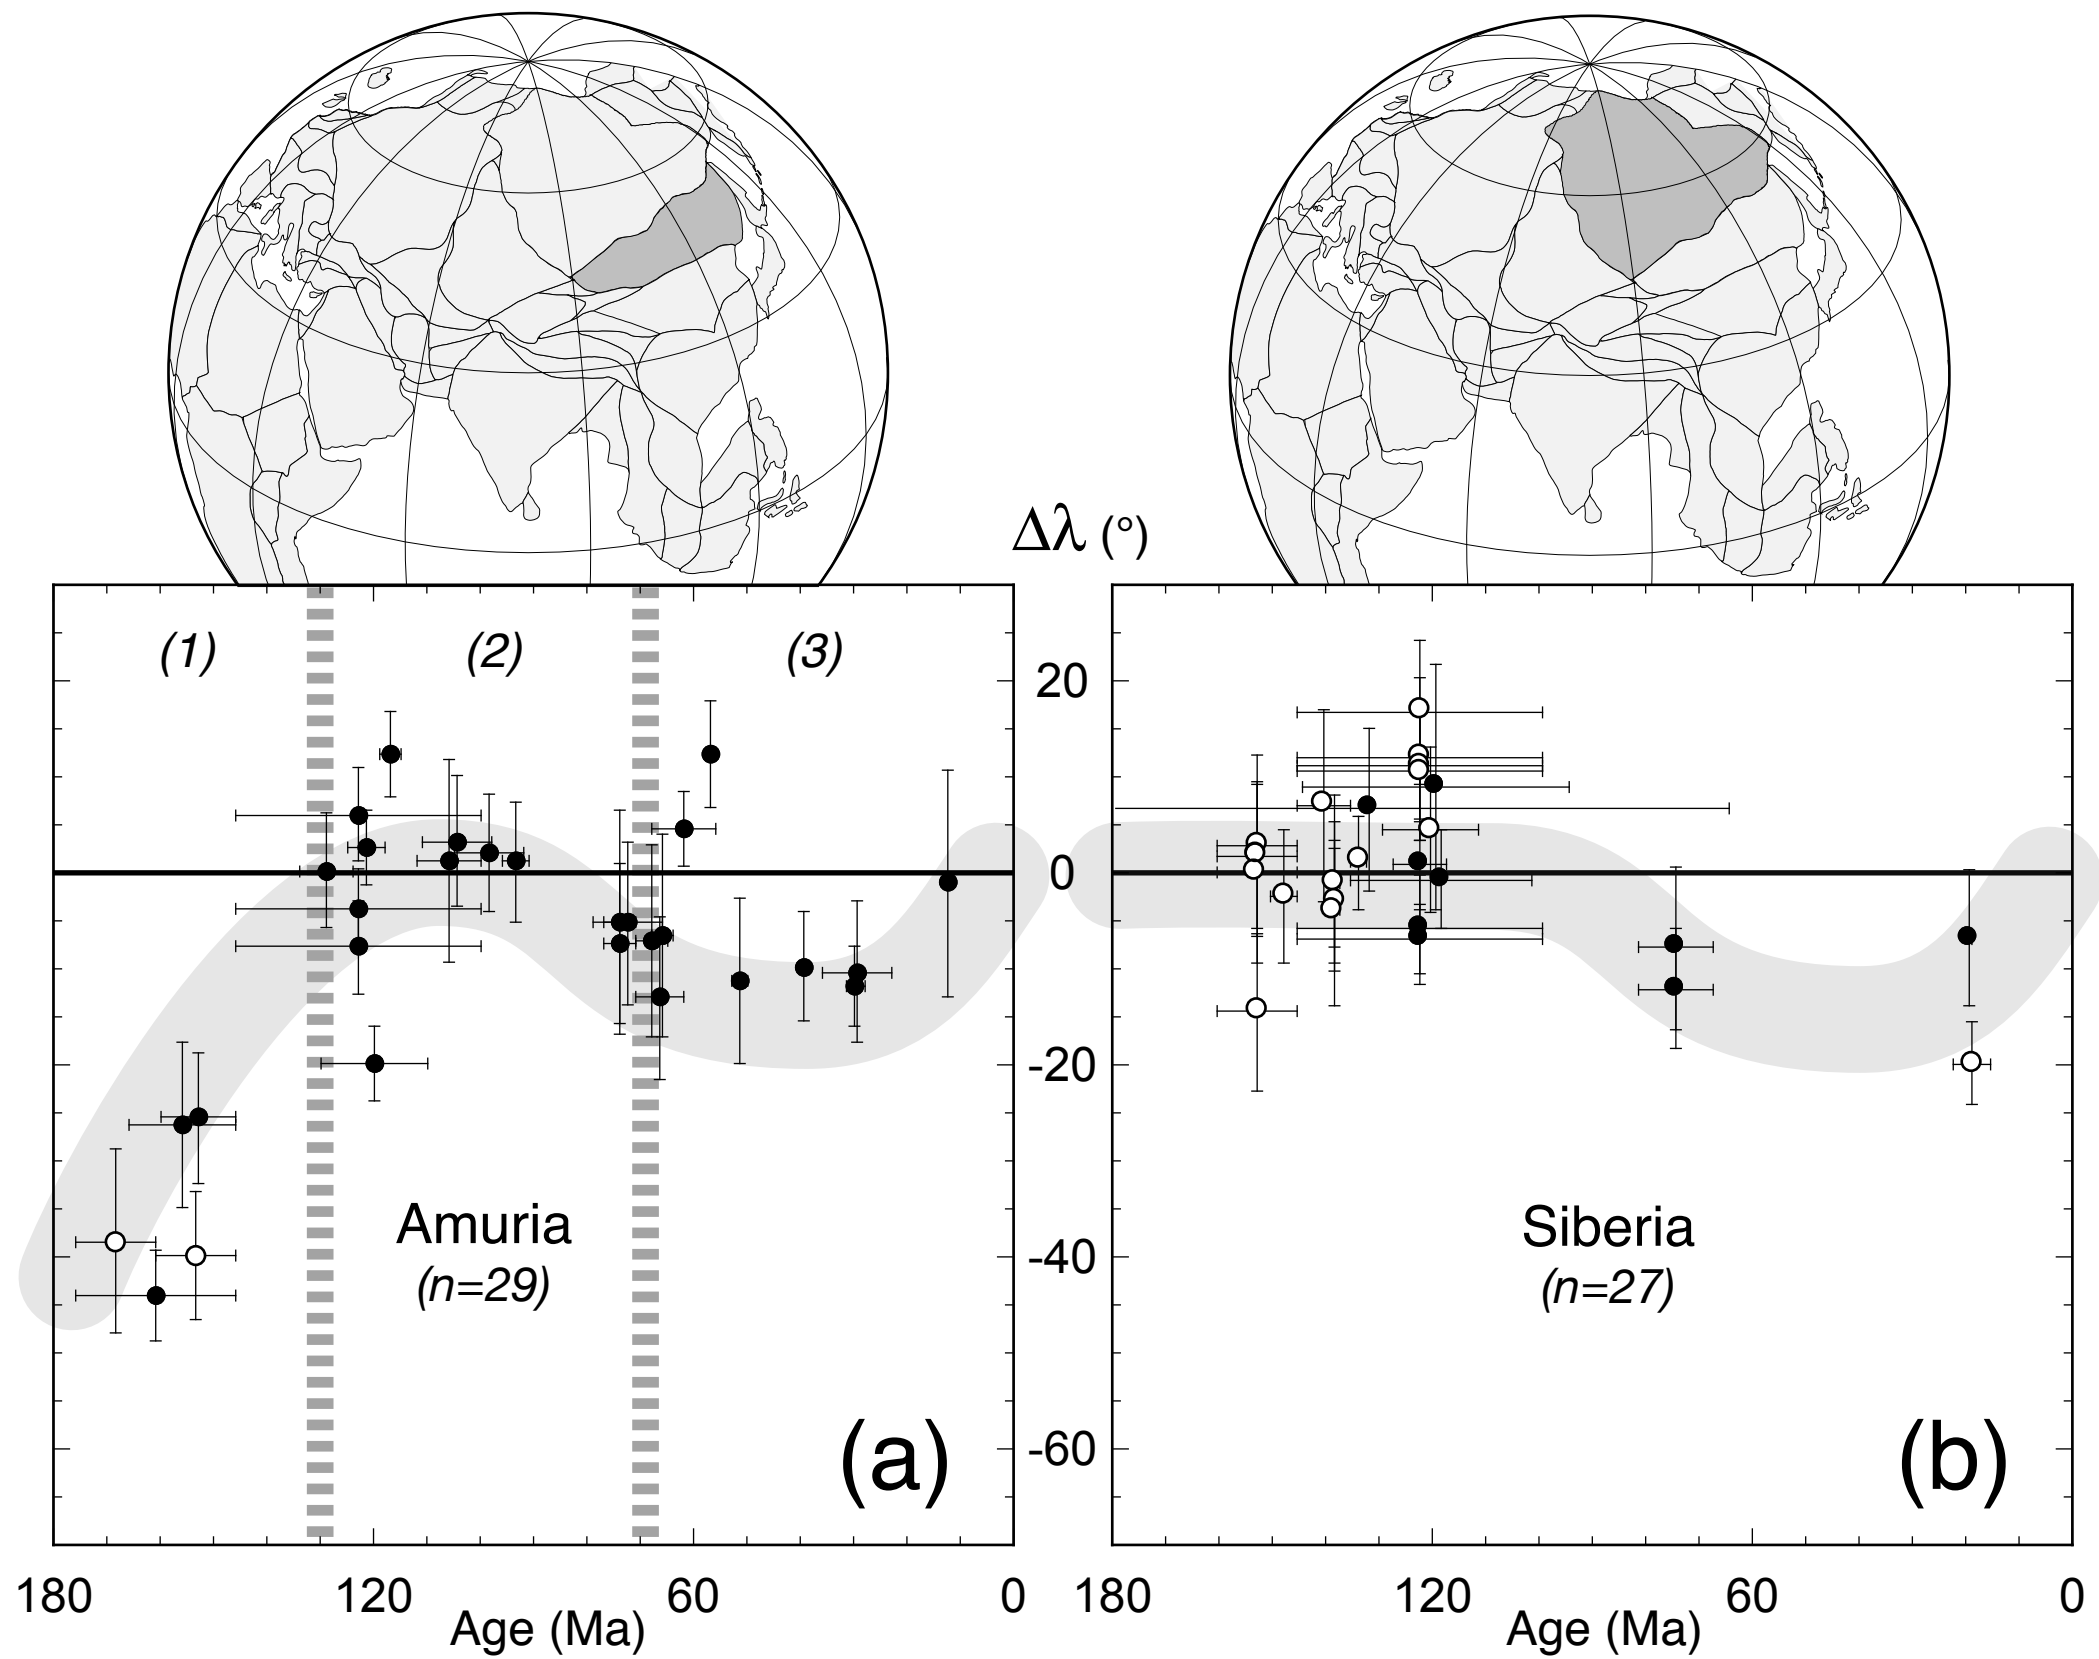 Δλ (°)
(1)
(2)
(3)
20
0
-20
-40
-60
Amuria
(n=29)
(a)
Siberia
(n=27)
(b)
180
120
60
0
Age (Ma)
180
120
60
0
Age (Ma)